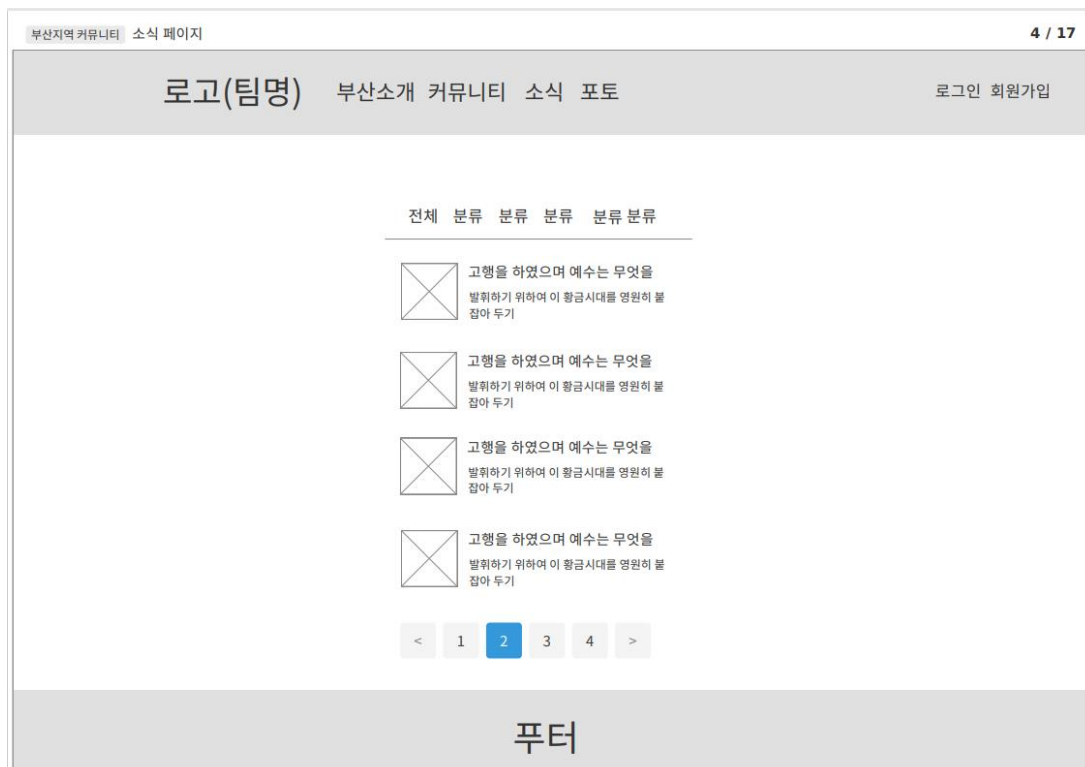 부산지역 커뮤니티 소식 페이지 4 / 17
로고(팀명) 부산소개 커뮤니티 소식 포토 로그인 회원가입
전체 분류 분류 분류 분류 분류
고행을 하였으며 예수는 무엇을
발휘하기 위하여 이 황금시대를 영원히 붙
잡아 두기
고행을 하였으며 예수는 무엇을
발휘하기 위하여 이 황금시대를 영원히 붙
잡아 두기
고행을 하였으며 예수는 무엇을
발휘하기 위하여 이 황금시대를 영원히 붙
잡아 두기
고행을 하였으며 예수는 무엇을
발휘하기 위하여 이 황금시대를 영원히 붙
잡아 두기
< 1 2 3 4 >
푸터